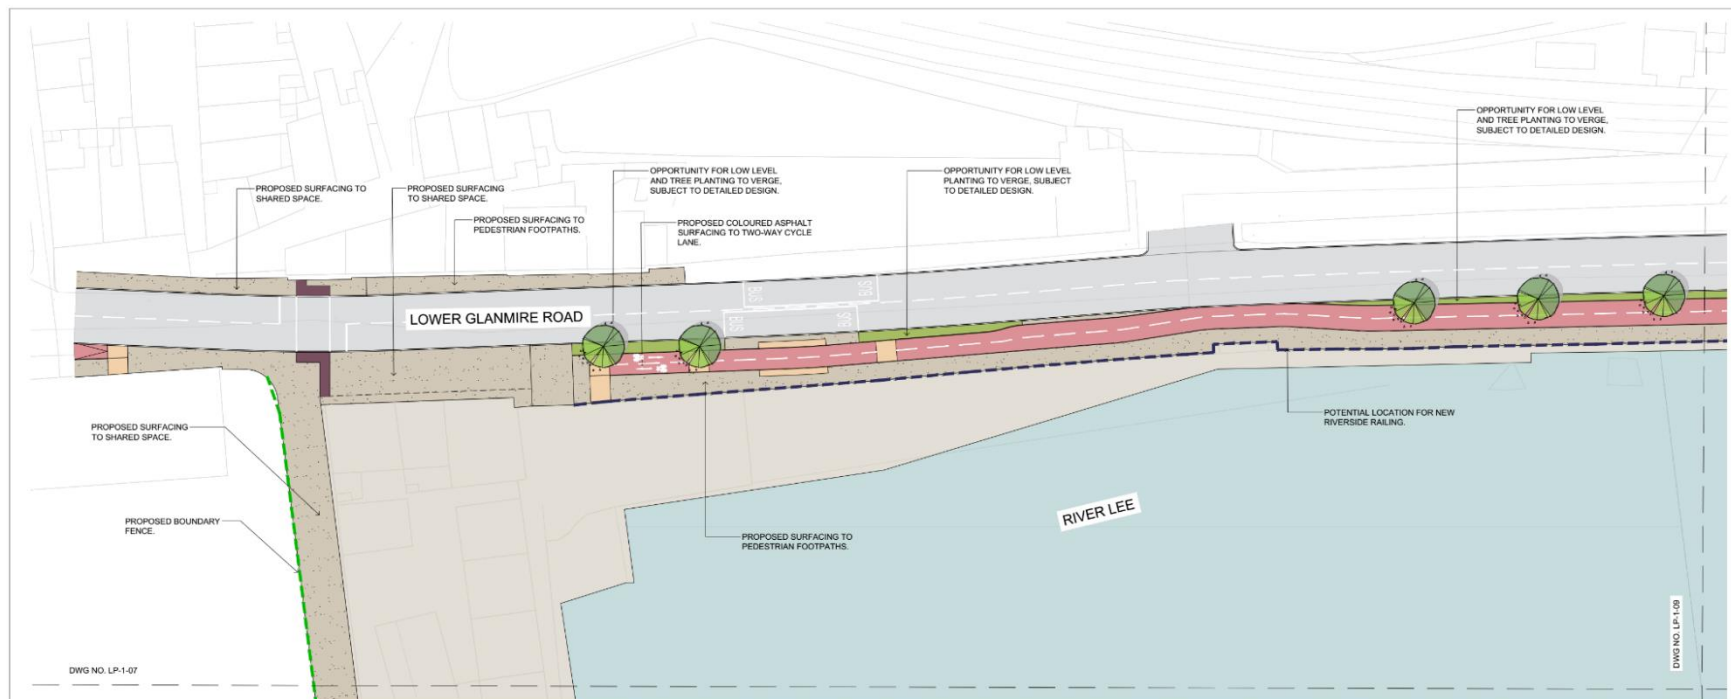 OPPORTUNITY FOR LOW LEVEL
AND TREE PLANTING TO VERGE,
SUBJECT TO DETAILED DESIGN.
OPPORTUNITY FOR LOW LEVEL
AND TREE PLANTING TO VERGE,
SUBJECT TO DETAILED DESIGN.
OPPORTUNITY FOR LOW LEVEL
PLANTING TO VERGE, SUBJECT
TO DETAILED DESIGN.
PROPOSED SURFACING TO
SHARED SPACE.
PROPOSED SURFACING
TO SHARED SPACE.
PROPOSED SURFACING TO
PEDESTRIAN FOOTPATHS.
PROPOSED COLOURED ASPHALT
SURFACING TO TWO-WAY CYCLE
LANE.
BUS
BUS
LOWER GLANMIRE ROAD
BUS
BUS
POTENTIAL LOCATION FOR NEW
RIVERSIDE RAILING.
PROPOSED SURFACING
TO SHARED SPACE.
RIVER LEE
PROPOSED BOUNDARY
FENCE.
PROPOSED SURFACING TO
PEDESTRIAN FOOTPATHS.
DWG NO. LP-1-09
DWG NO. LP-1-07